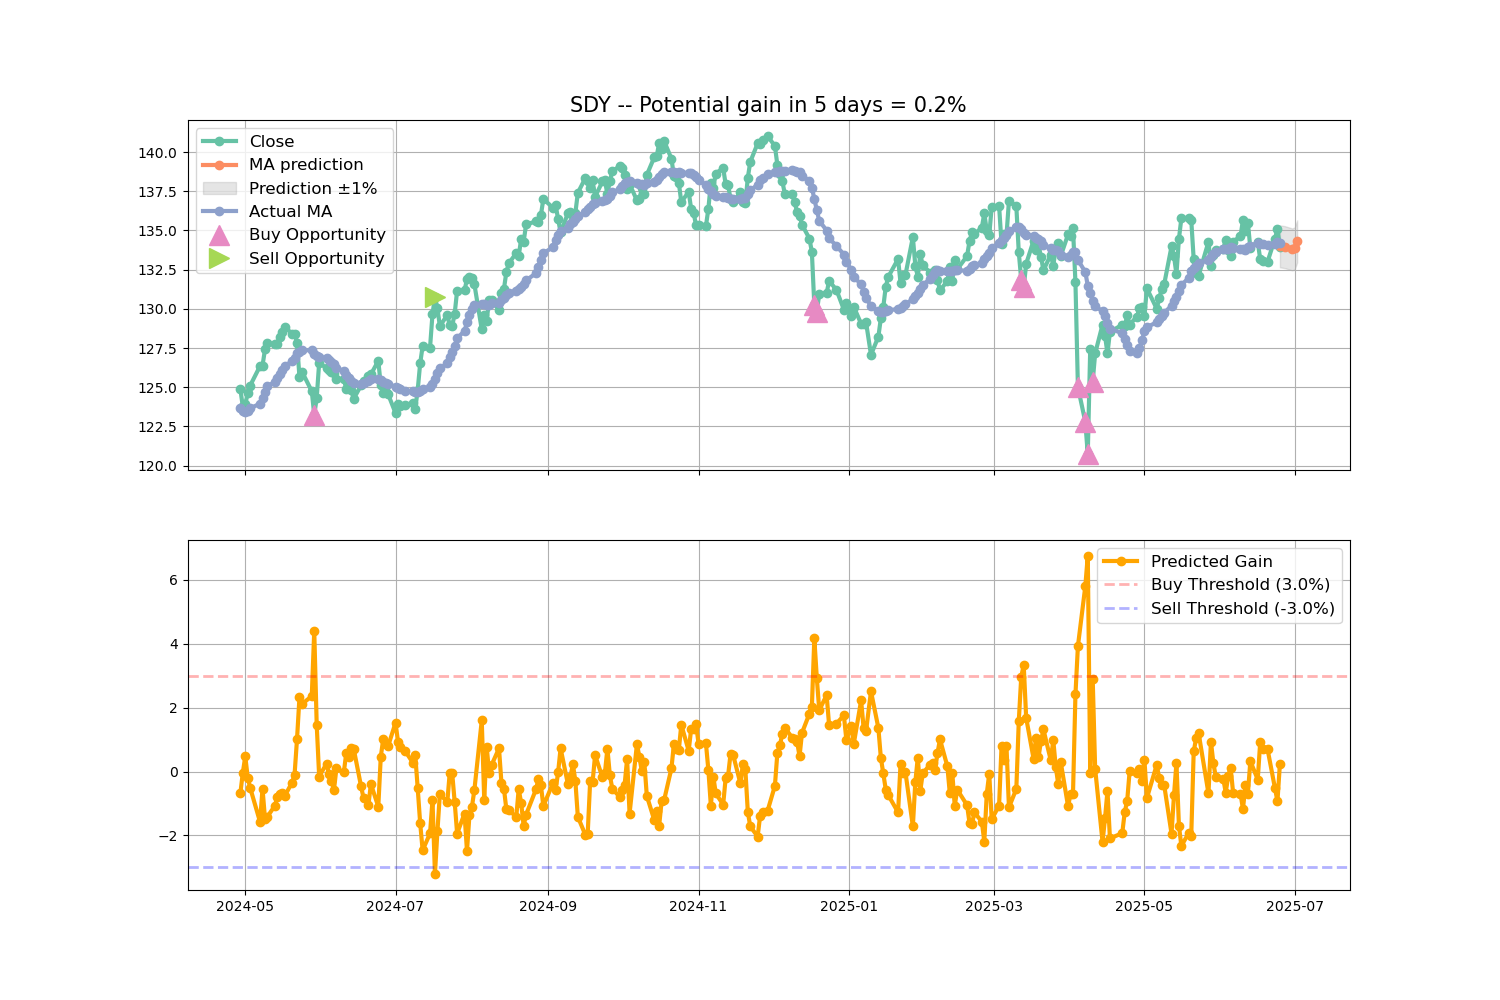 SDY -- Potential gain in 5 days = 0.2%
Close
MA prediction
Prediction ±1%
Actual MA
Buy Opportunity
Sell Opportunity
140.0
137.5
135.0
132.5
130.0
127.5
125.0
122.5
120.0
Predicted Gain
Buy Threshold (3.0%)
Sell Threshold (-3.0%)
6
4
2
0
−2
2024-05 2024-07 2024-09 2024-11 2025-01 2025-03 2025-05 2025-07